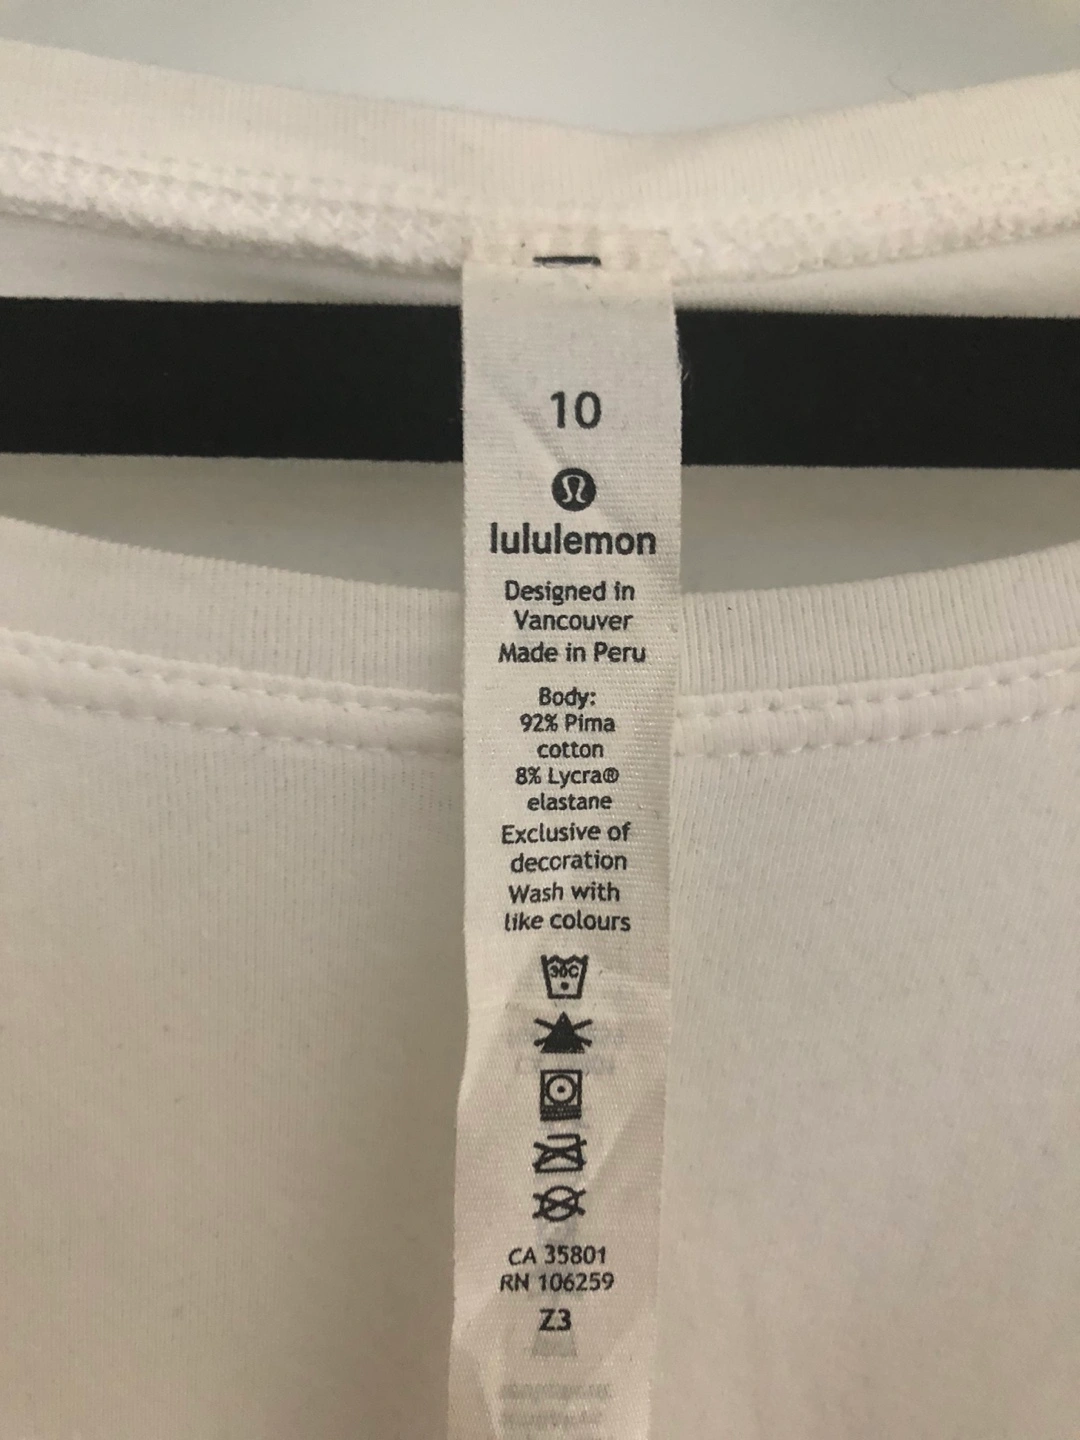 10
lululemon
Designed in
Vancouver
Made in Peru
Body:
92% Pima
cotton
8% Lycra®
elastane
Exclusive of
decoration
Wash with
like colours
30C
CA 35801
RN 106259
Z3